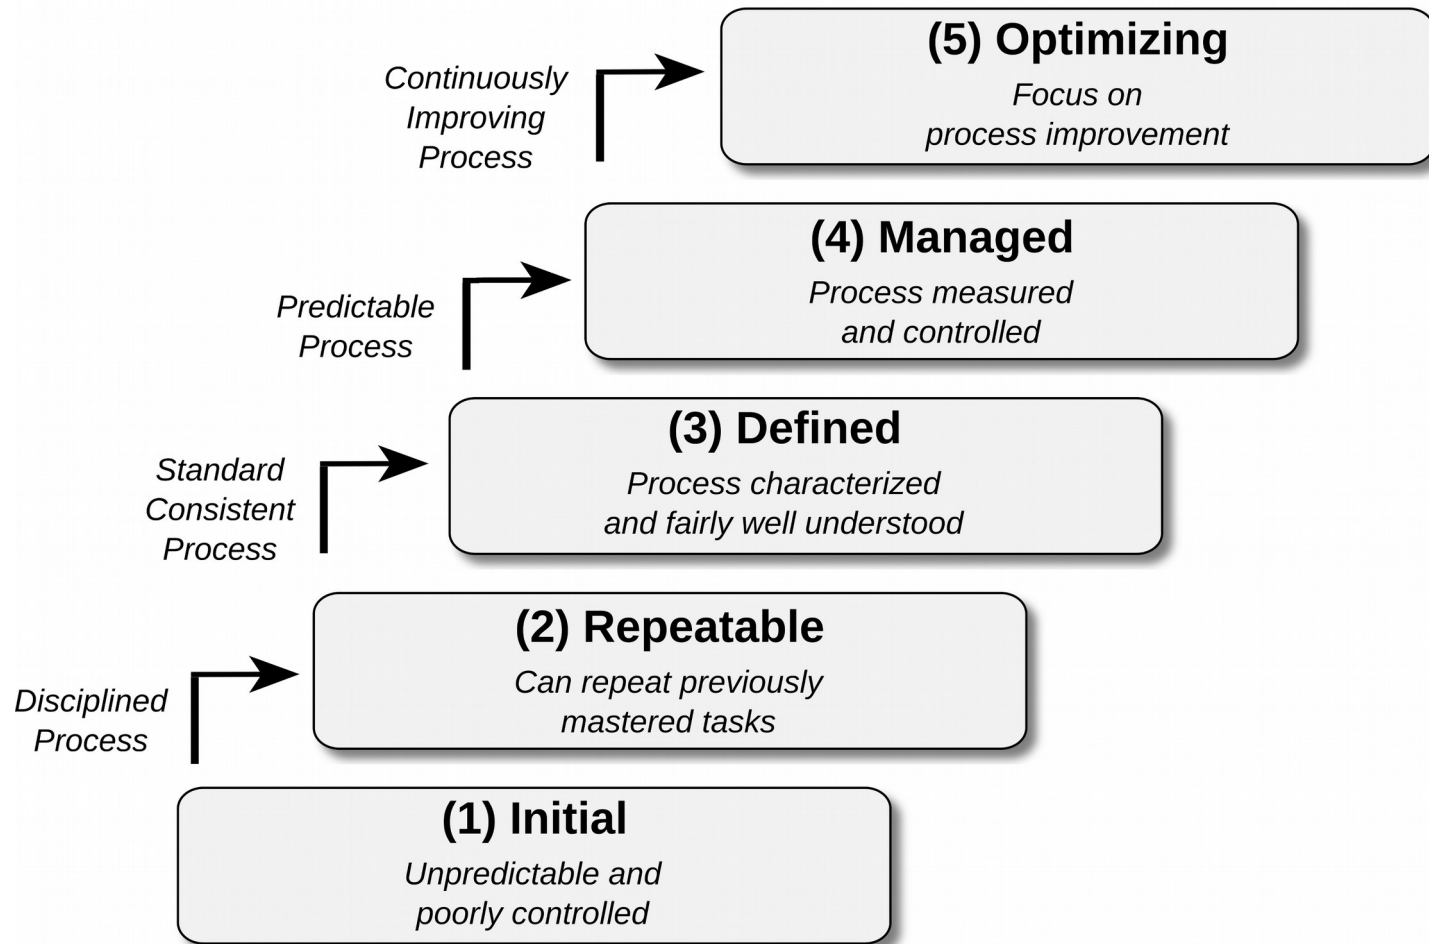 (5) Optimizing
Focus on
process improvement
Continuously
Improving
Process
(4) Managed
Process measured
and controlled
Predictable
Process
(3) Defined
Process characterized
and fairly well understood
Standard
Consistent
Process
(2) Repeatable
Can repeat previously
mastered tasks
Disciplined
Process
(1) Initial
Unpredictable and
poorly controlled